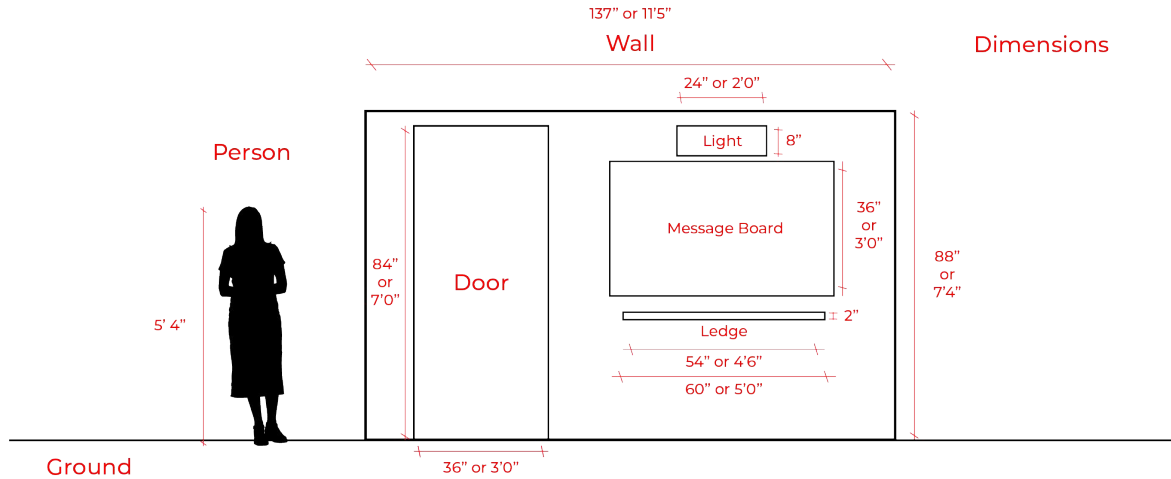 137” or 11’5”
Wall
Dimensions
24” or 2’0”
Light
8”
Person
36”
or
3’0”
Message Board
88”
or
7’4”
84”
or
7’0”
Door
5’ 4”
2”
Ledge
54” or 4’6”
60” or 5’0”
36” or 3’0”
Ground